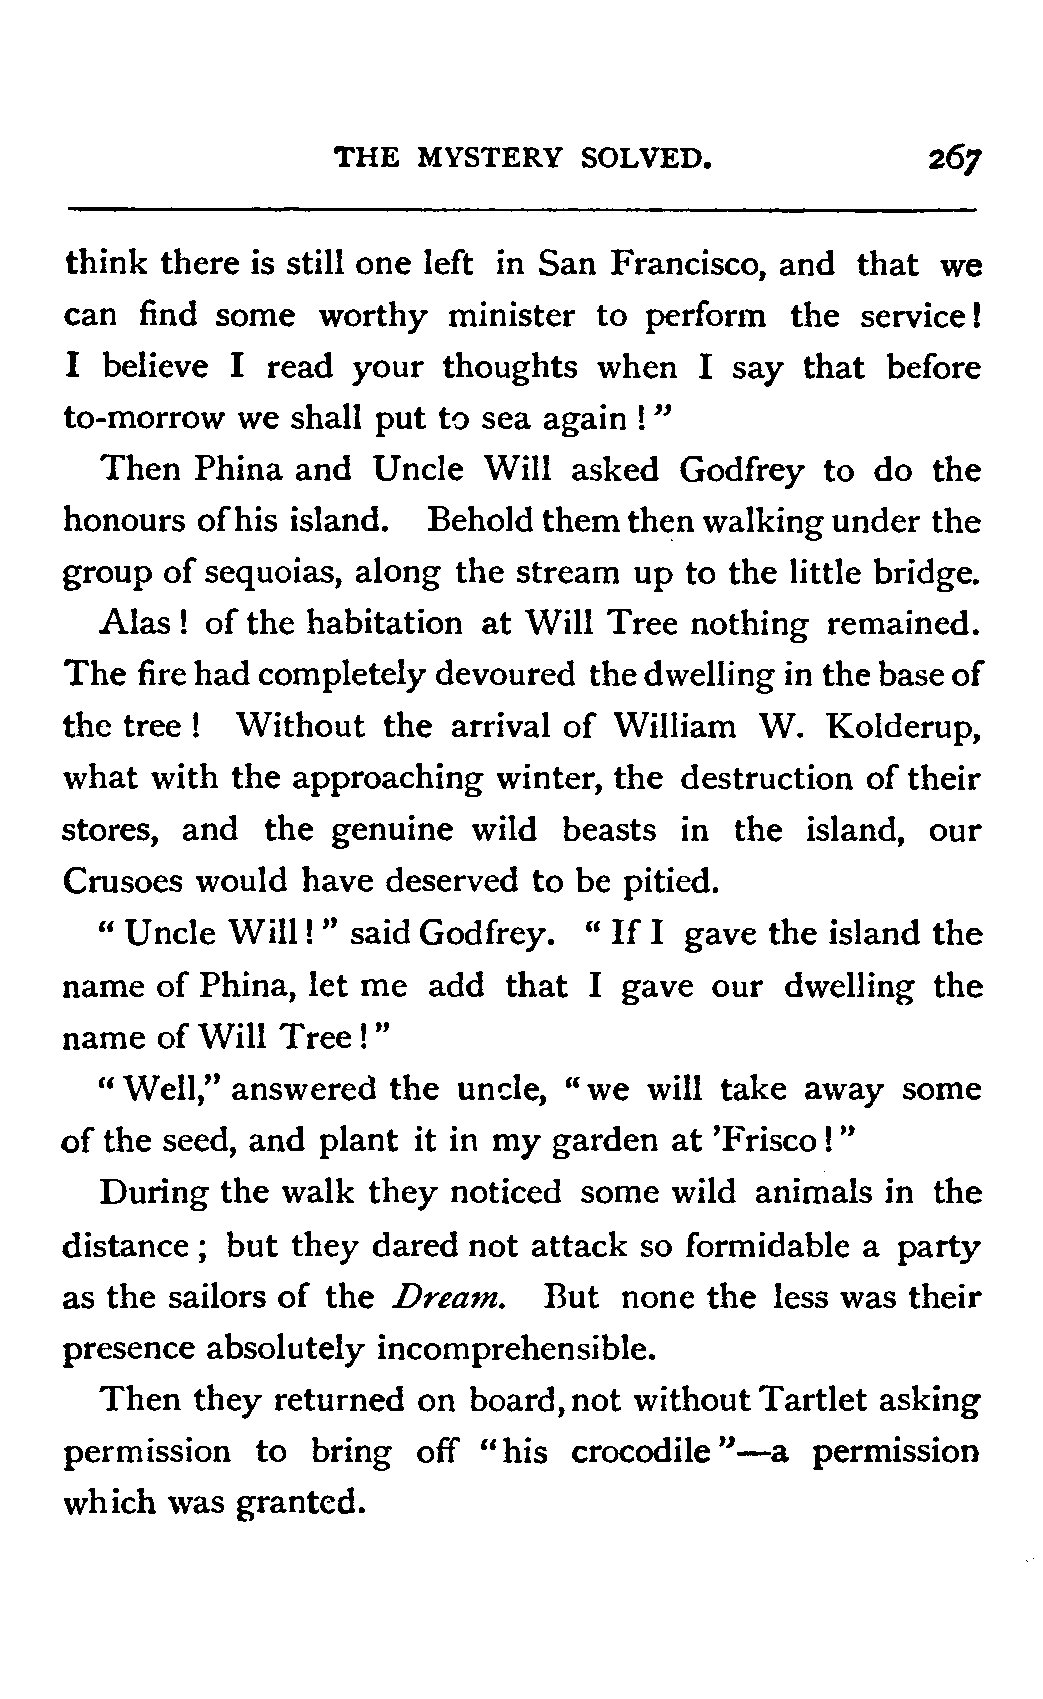 THE MYSTERY SOLVED. 267
think there is still one left in San Francisco, and that we
can find some worthy minister to perform the service!
I believe I read your thoughts when I say that before
to-morrow we shall put to sea again !"
Then Phina and Uncle Will asked Godfrey to do the
honours of his island. Behold them then walking under the
group of sequoias, along the stream up to the little bridge.
Alas ! of the habitation at Will Tree nothing remained.
The fire had completely devoured the dwelling in the base of
the tree ! Without the arrival of William W. Kolderup,
what with the approaching winter, the destruction of their
stores, and the genuine wild beasts in the island, our
Crusoes would have deserved to be pitied.
" Uncle Will ! " said Godfrey. " If I gave the island the
name of Phina, let me add that I gave our dwelling the
name of Will Tree ! "
" Well," answered the uncle, " we will take away some
of the seed, and plant it in my garden at 'Frisco ! "
During the walk they noticed some wild animals in the
distance ; but they dared not attack so formidable a party
as the sailors of the Dream. But none the less was their
presence absolutely incomprehensible.
Then they returned on board, not without Tartlet asking
permission to bring off "his crocodile"—a permission
which was granted.